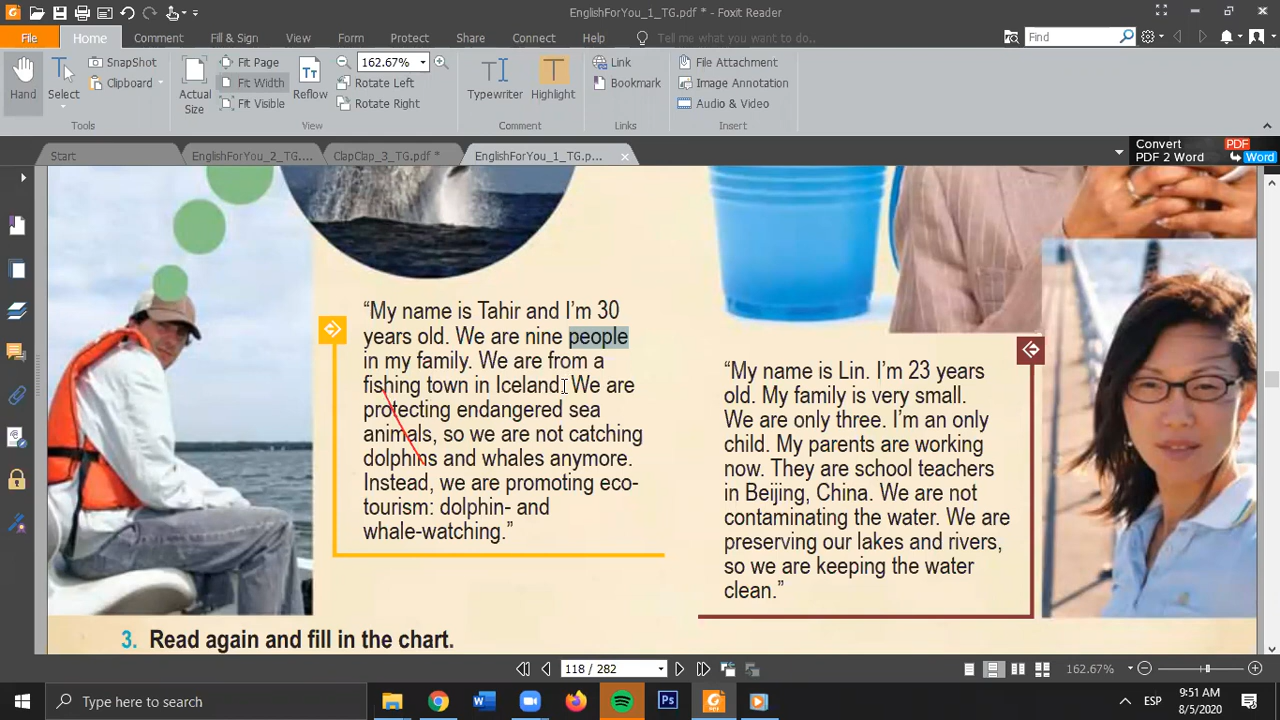 EnglishForYou_1_TG.pdf * - Foxit Reader
File Home Comment Fill & Sign View Form Protect Share Connect Help Tell me what you want to do... Find
Hand
Select
SnapShot
Clipboard
Actual Size
Fit Page
Fit Width
Fit Visible
Reflow
162.67%
Rotate Left
Rotate Right
Typewriter
Highlight
Link
Bookmark
File Attachment
Image Annotation
Audio & Video
Tools View Comment Links Insert
Start EnglishForYou_2_TG.... ClapClap_3_TG.pdf * EnglishForYou_1_TG.p...
Convert PDF
PDF 2 Word Word
“My name is Tahir and I’m 30
years old. We are nine people
in my family. We are from a
fishing town in Iceland. We are
protecting endangered sea
animals, so we are not catching
dolphins and whales anymore.
Instead, we are promoting eco-
tourism: dolphin- and
whale-watching.”
“My name is Lin. I’m 23 years
old. My family is very small.
We are only three. I’m an only
child. My parents are working
now. They are school teachers
in Beijing, China. We are not
contaminating the water. We are
preserving our lakes and rivers,
so we are keeping the water
clean.”
3. Read again and fill in the chart.
118 / 282
162.67%
Type here to search
Ps
ESP
9:51 AM
8/5/2020